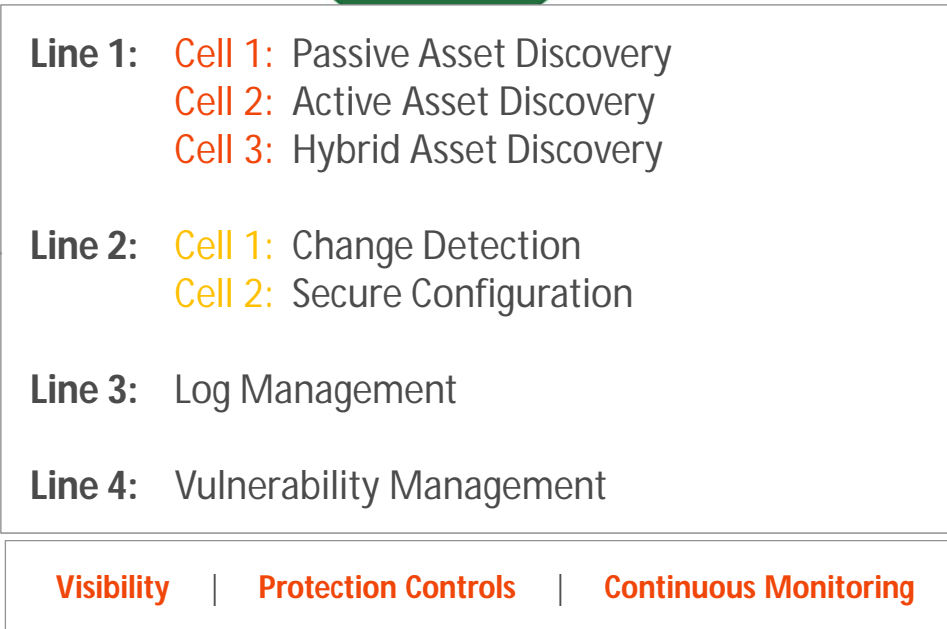 Line 1: Cell 1: Passive Asset Discovery
Cell 2: Active Asset Discovery
Cell 3: Hybrid Asset Discovery
Line 2: Cell 1: Change Detection
Cell 2: Secure Configuration
Line 3: Log Management
Line 4: Vulnerability Management
Visibility | Protection Controls | Continuous Monitoring